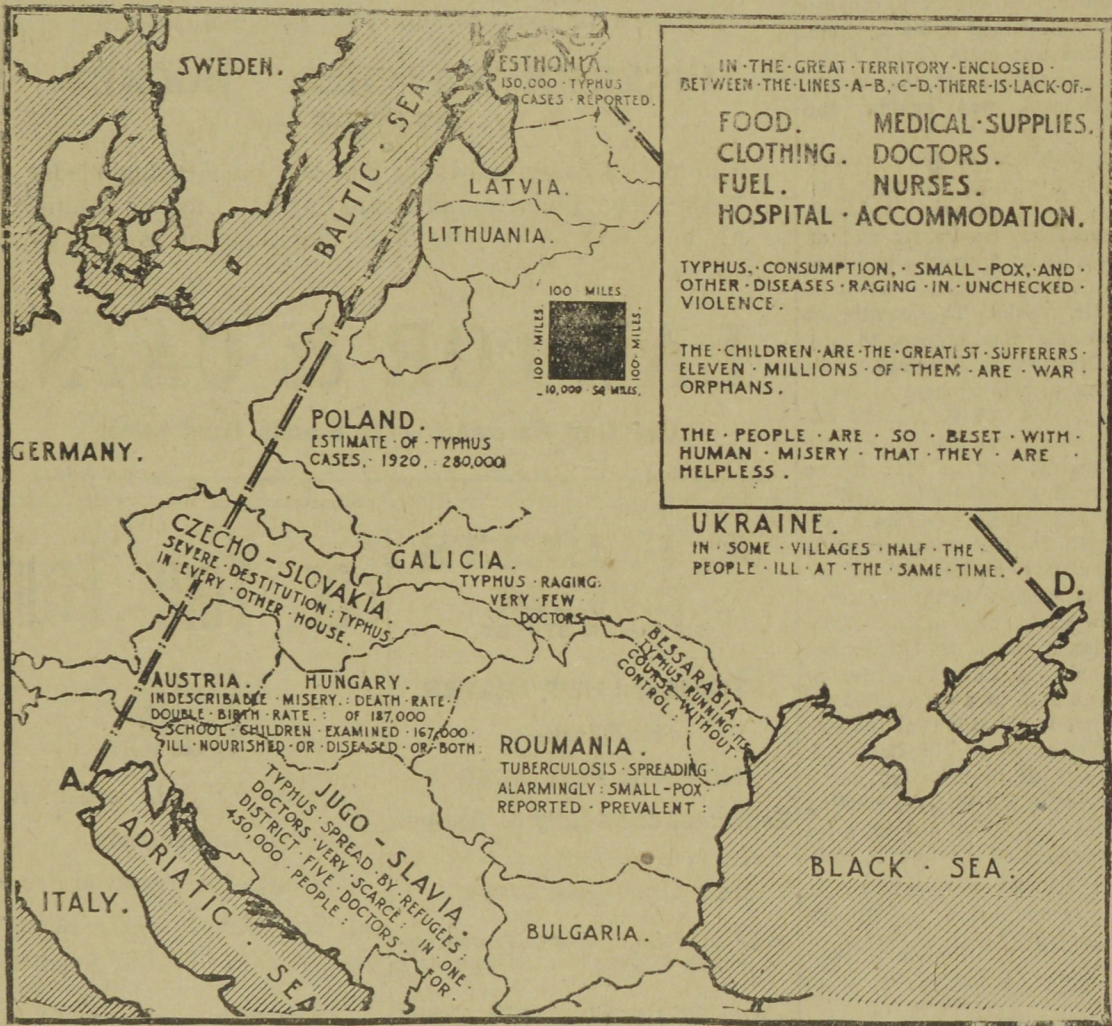 SWEDEN.
BALTIC · SEA.
B.
ESTHONIA.
150,000 · TYPHUS
CASES · REPORTED.
LATVIA.
LITHUANIA.
IN · THE · GREAT · TERRITORY · ENCLOSED ·
BETWEEN · THE · LINES · A-B, C-D, THERE · IS · LACK · OF:-
FOOD. MEDICAL · SUPPLIES.
CLOTHING. DOCTORS.
FUEL. NURSES.
HOSPITAL · ACCOMMODATION.
TYPHUS, · CONSUMPTION, · SMALL-POX, AND ·
OTHER · DISEASES · RAGING · IN · UNCHECKED ·
VIOLENCE.
THE · CHILDREN · ARE · THE · GREATEST · SUFFERERS ·
ELEVEN · MILLIONS · OF · THEM · ARE · WAR ·
ORPHANS.
THE · PEOPLE · ARE · SO · BESET · WITH ·
HUMAN · MISERY · THAT · THEY · ARE ·
HELPLESS.
100 MILES
100 MILES.
100 MILES.
10,000 · SQ MILES.
GERMANY.
POLAND.
ESTIMATE · OF · TYPHUS
CASES, · 1920, : 280,000
CZECHO - SLOVAKIA.
SEVERE · DESTITUTION : TYPHUS
IN · EVERY · OTHER · HOUSE.
GALICIA.
TYPHUS · RAGING:
VERY · FEW
DOCTORS
UKRAINE.
IN · SOME · VILLAGES · HALF · THE ·
PEOPLE · ILL · AT · THE · SAME · TIME.
D.
BESSARABIA.
TYPHUS · RUNNING · ITS
COURSE · WITHOUT ·
CONTROL :
AUSTRIA. HUNGARY.
INDESCRIBABLE · MISERY. : DEATH · RATE ·
DOUBLE · BIRTH · RATE. : OF 187,000
SCHOOL · CHILDREN · EXAMINED · 167,000 ·
ILL · NOURISHED · OR · DISEASED · OR · BOTH :
A.
ROUMANIA.
TUBERCULOSIS · SPREADING ·
ALARMINGLY : SMALL-POX ·
REPORTED · PREVALENT :
JUGO - SLAVIA.
TYPHUS · SPREAD · BY · REFUGEES :
DOCTORS · VERY · SCARCE : IN · ONE ·
DISTRICT · FIVE · DOCTORS · FOR ·
450,000 · PEOPLE :
ADRIATIC · SEA
ITALY.
BULGARIA.
BLACK · SEA.